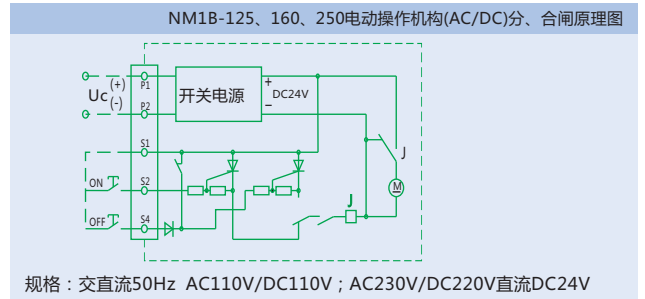 NM1B-125、160、250电动操作机构(AC/DC)分、合闸原理图
Uc
(+)
(-)
P1
P2
开关电源
+
−
DC24V
S1
ON
S2
OFF
S4
J
J
M
规格：交直流50Hz AC110V/DC110V；AC230V/DC220V直流DC24V